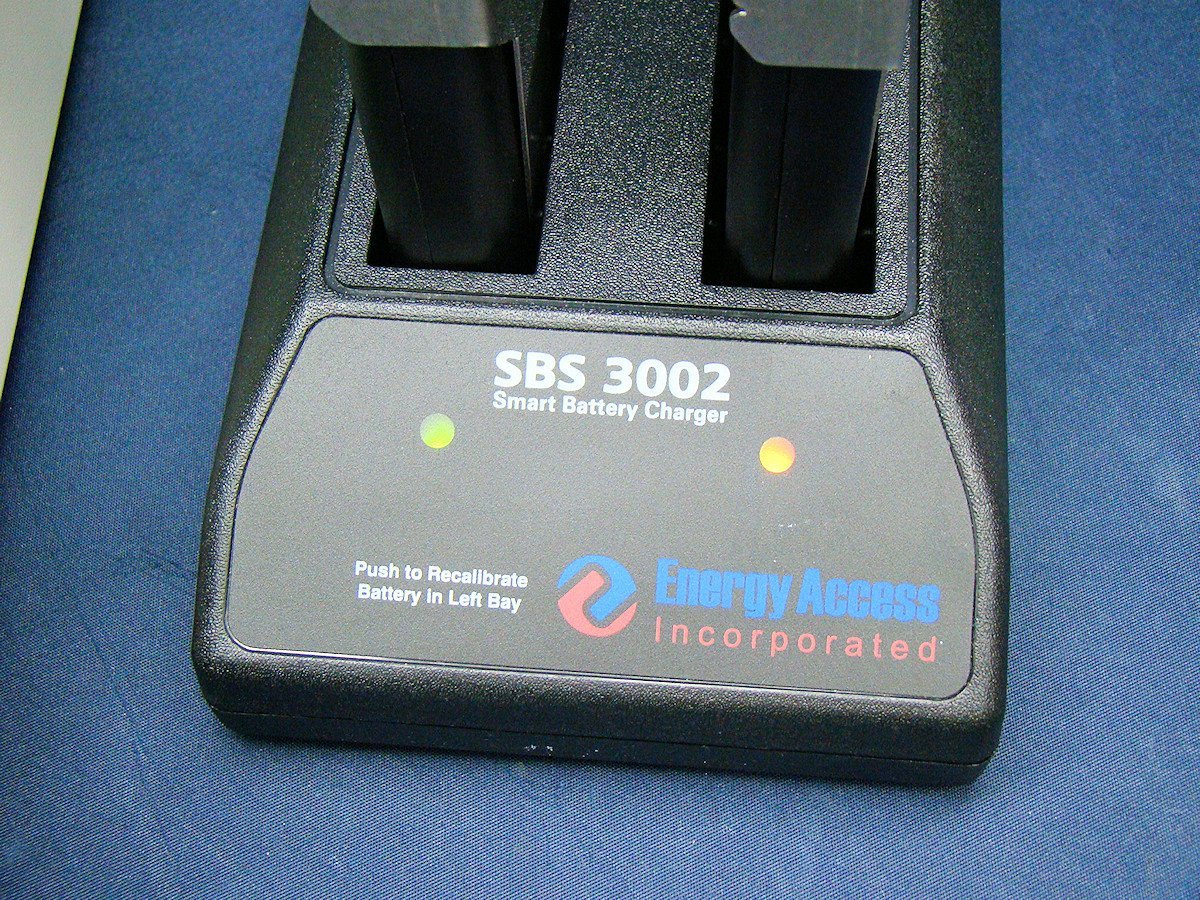 SBS 3002
Smart Battery Charger
Push to Recalibrate
Battery in Left Bay
Energy Access
Incorporated